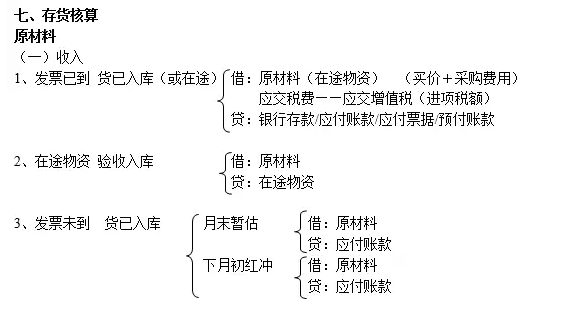 七、存货核算
原材料
（一）收入
1、发票已到 货已入库（或在途） 借：原材料（在途物资） （买价＋采购费用）
应交税费——应交增值税（进项税额）
贷：银行存款/应付账款/应付票据/预付账款
2、在途物资 验收入库 借：原材料
贷：在途物资
3、发票未到 货已入库 月末暂估 借：原材料
贷：应付账款
下月初红冲 借：原材料
贷：应付账款